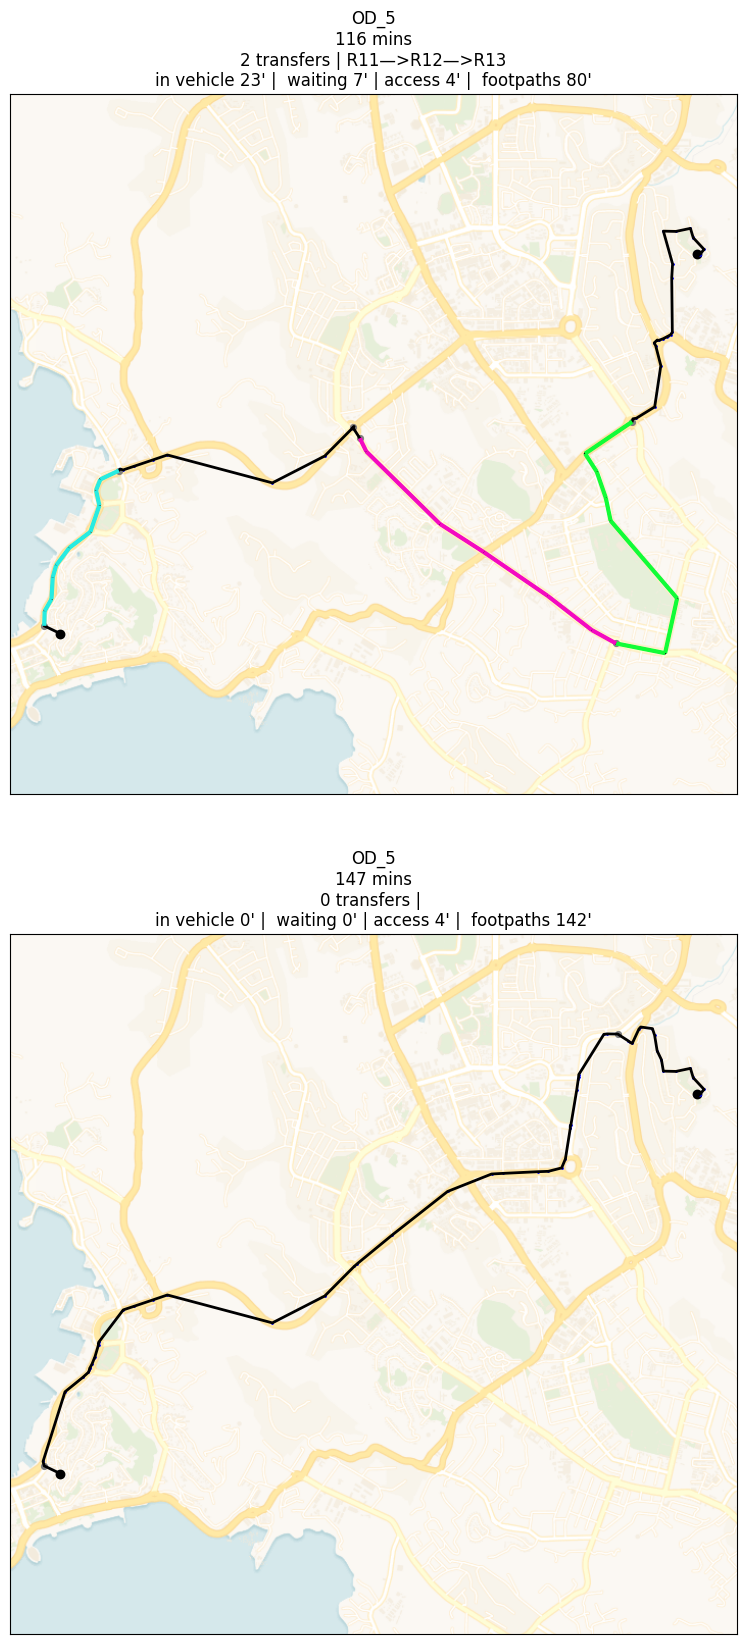 OD_5
116 mins
2 transfers | R11—>R12—>R13
in vehicle 23' |  waiting 7' | access 4' |  footpaths 80'
OD_5
147 mins
0 transfers |
in vehicle 0' |  waiting 0' | access 4' |  footpaths 142'